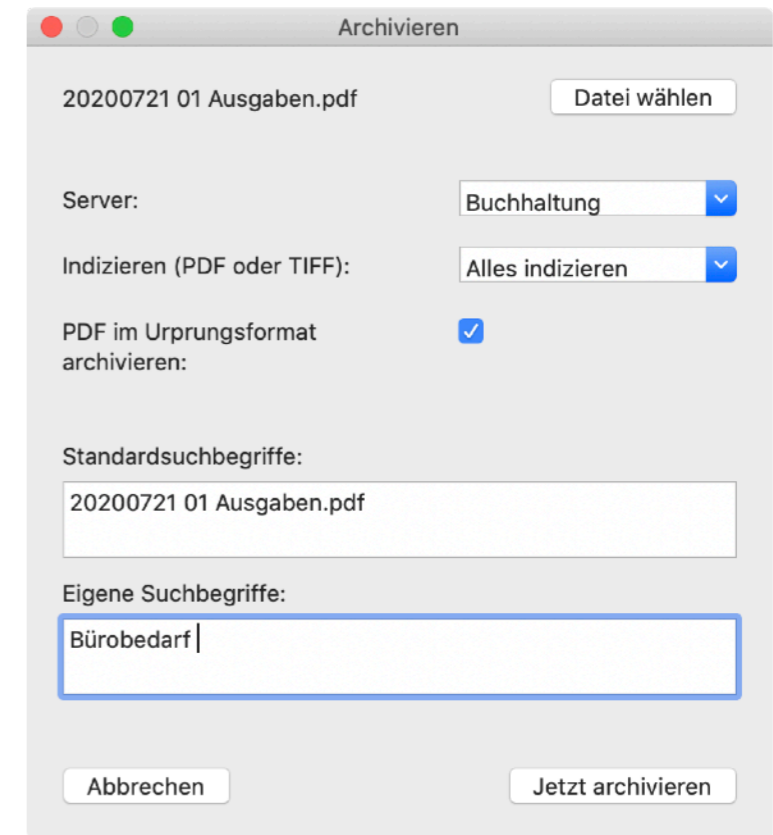 Archivieren
20200721 01 Ausgaben.pdf Datei wählen
Server: Buchhaltung
Indizieren (PDF oder TIFF): Alles indizieren
PDF im Urprungsformat
archivieren:
Standardsuchbegriffe:
20200721 01 Ausgaben.pdf
Eigene Suchbegriffe:
Bürobedarf
Abbrechen Jetzt archivieren